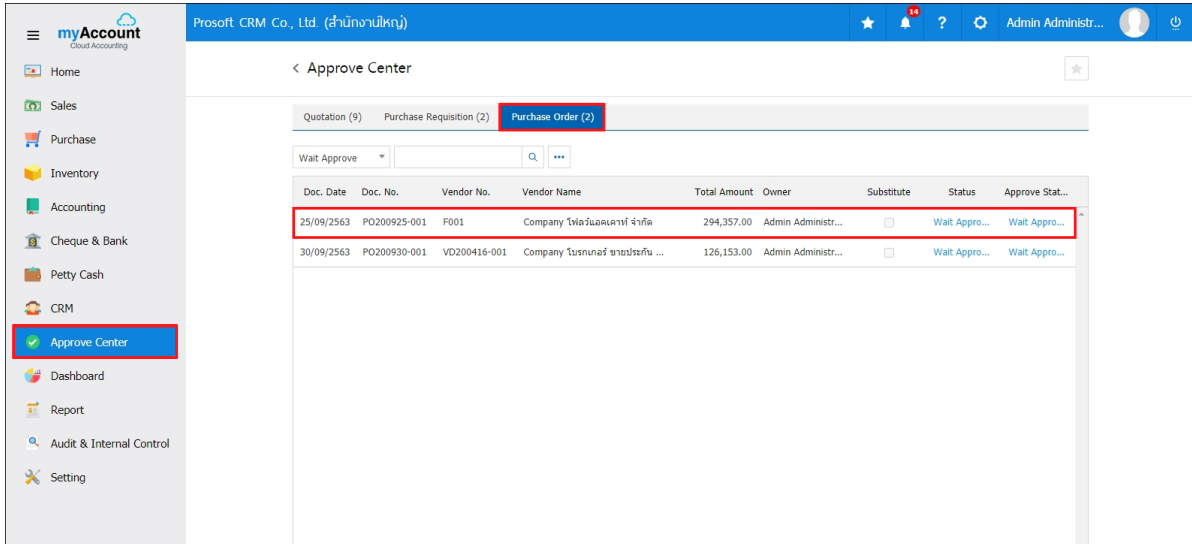 myAccount
Cloud Accounting
Prosoft CRM Co., Ltd. (สำนักงานใหญ่)
14
?
Admin Administr...
Home
Sales
Purchase
Inventory
Accounting
Cheque & Bank
Petty Cash
CRM
Approve Center
Dashboard
Report
Audit & Internal Control
Setting
< Approve Center
Quotation (9) Purchase Requisition (2) Purchase Order (2)
Wait Approve
Doc. Date Doc. No. Vendor No. Vendor Name Total Amount Owner Substitute Status Approve Stat...
25/09/2563 PO200925-001 F001 Company โฟลว์แอคเคาท์ จำกัด 294,357.00 Admin Administr... Wait Appro... Wait Appro...
30/09/2563 PO200930-001 VD200416-001 Company โบรกเกอร์ ขายประกัน ... 126,153.00 Admin Administr... Wait Appro... Wait Appro...